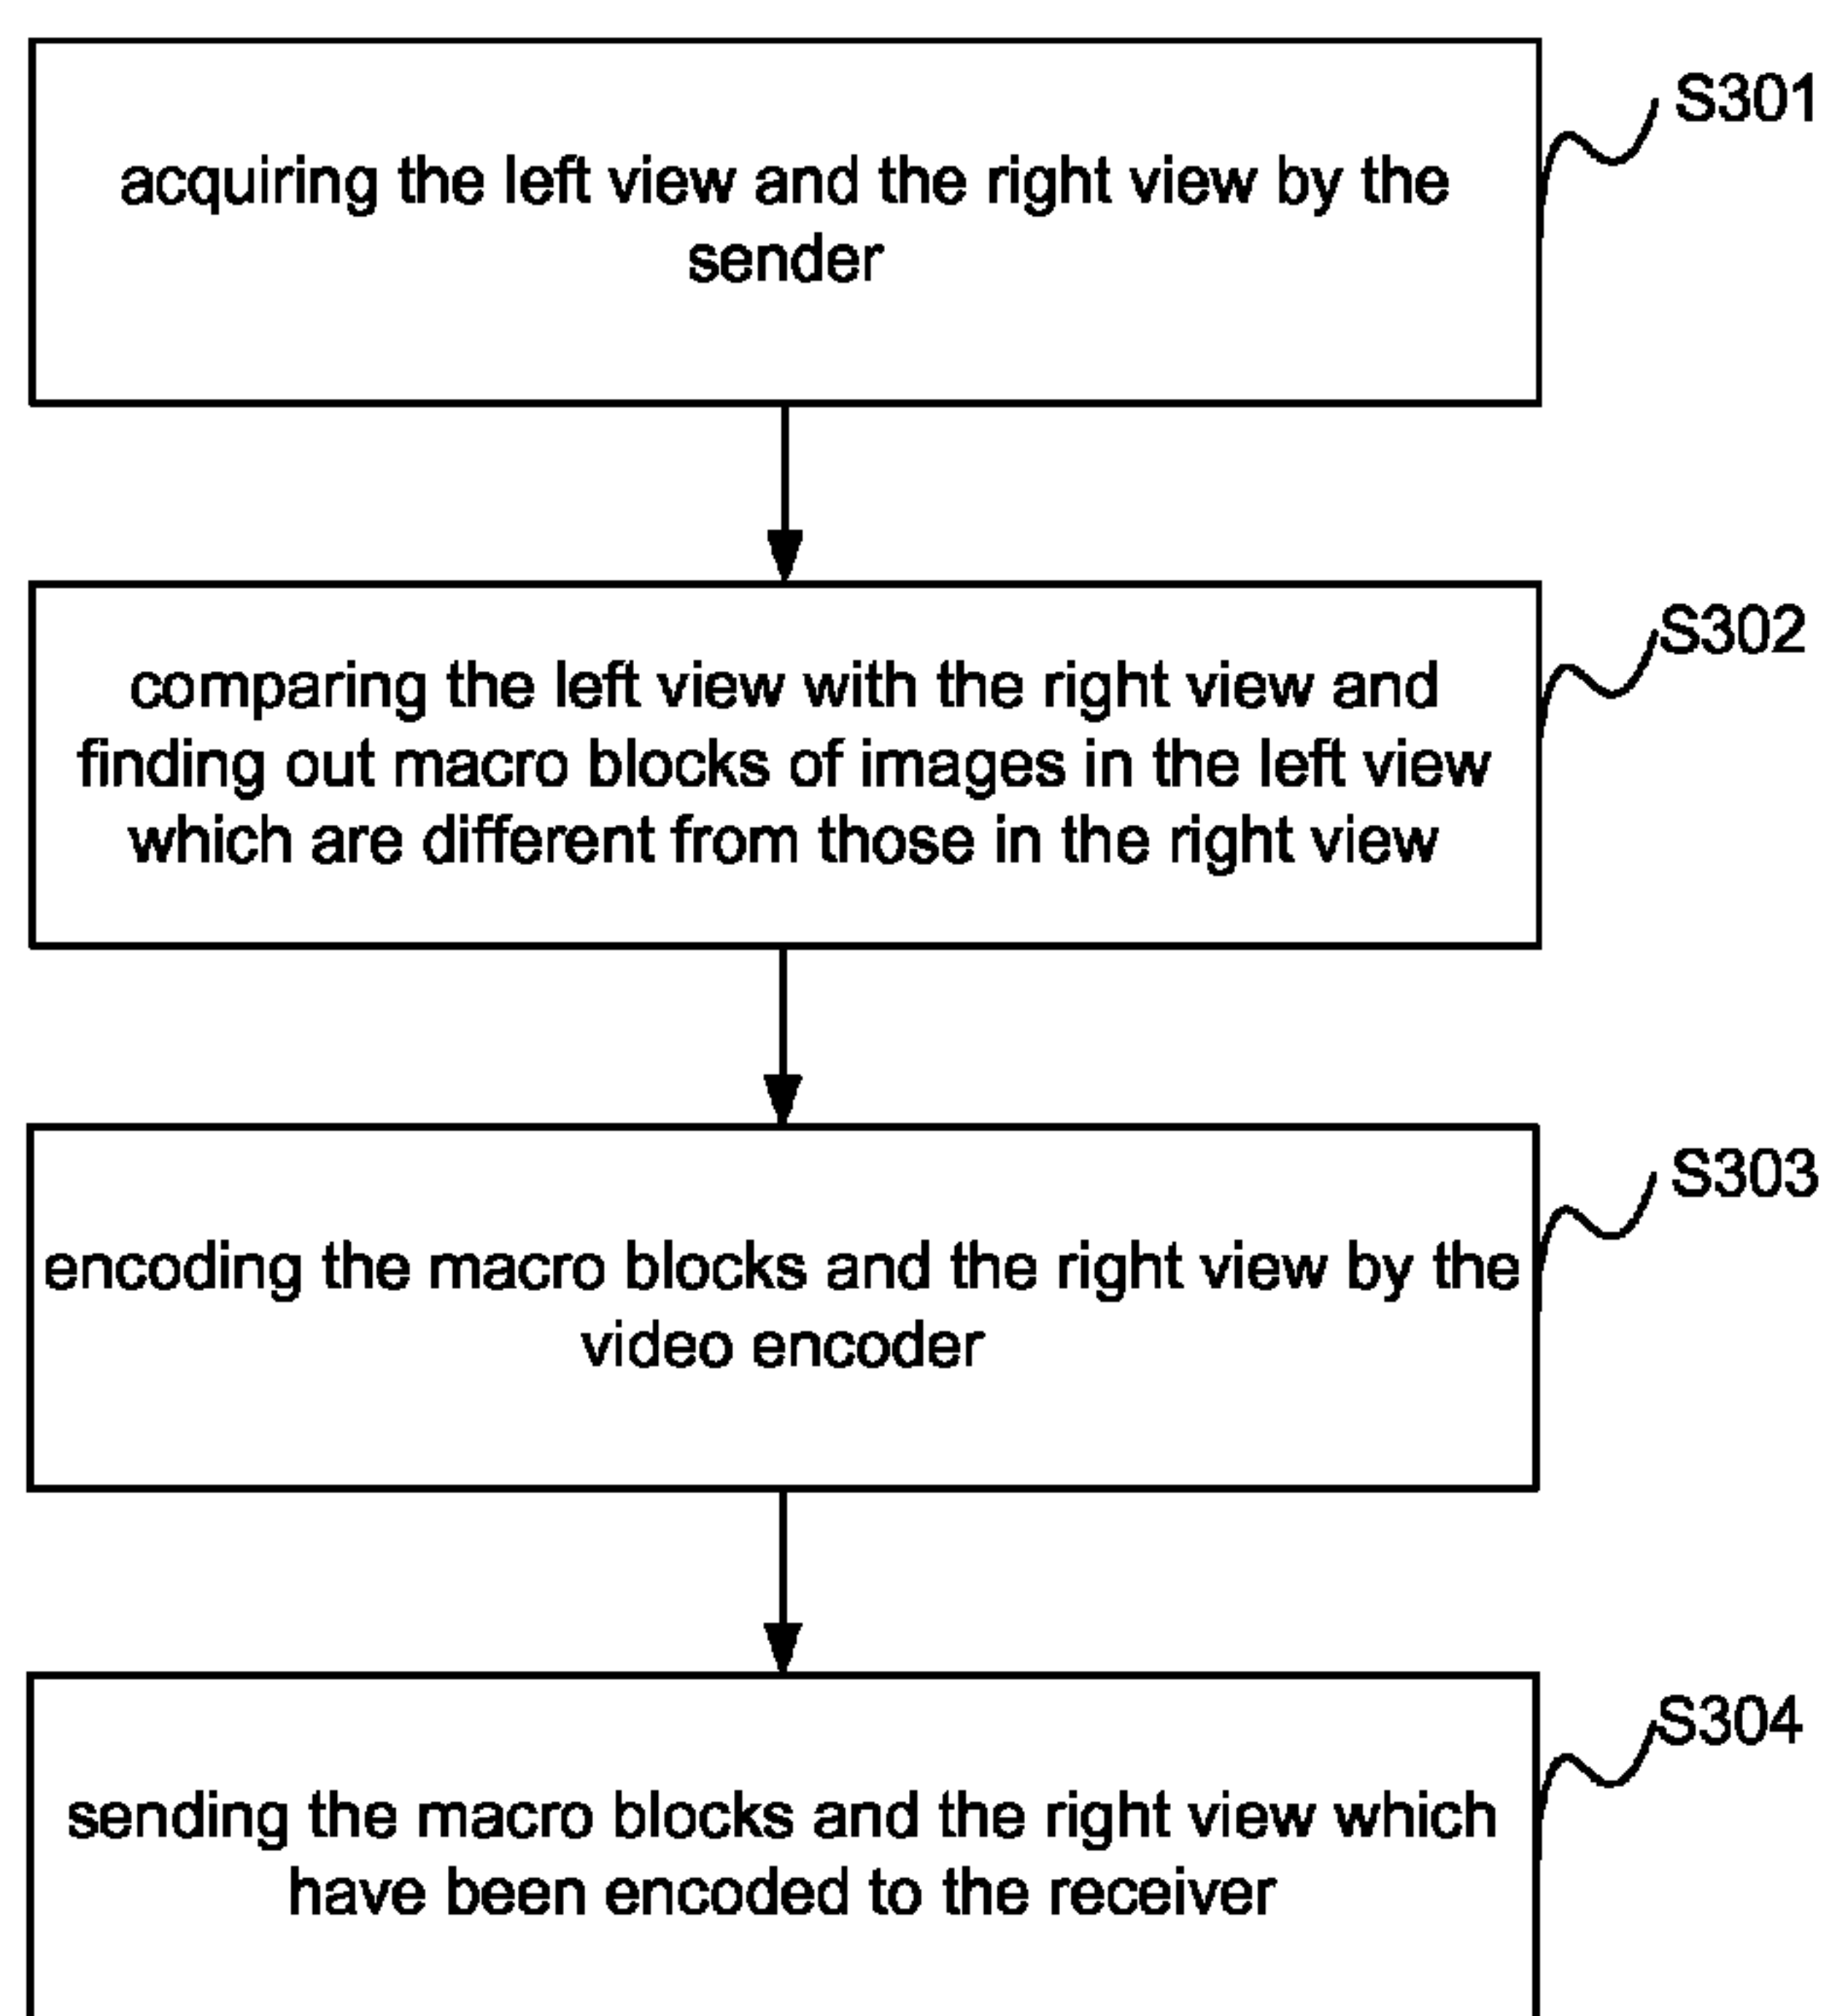 S301
acquiring the left view and the right view by the
sender
S302
comparing the left view with the right view and
finding out macro blocks of images in the left view
which are different from those in the right view
S303
encoding the macro blocks and the right view by the
video encoder
S304
sending the macro blocks and the right view which
have been encoded to the receiver